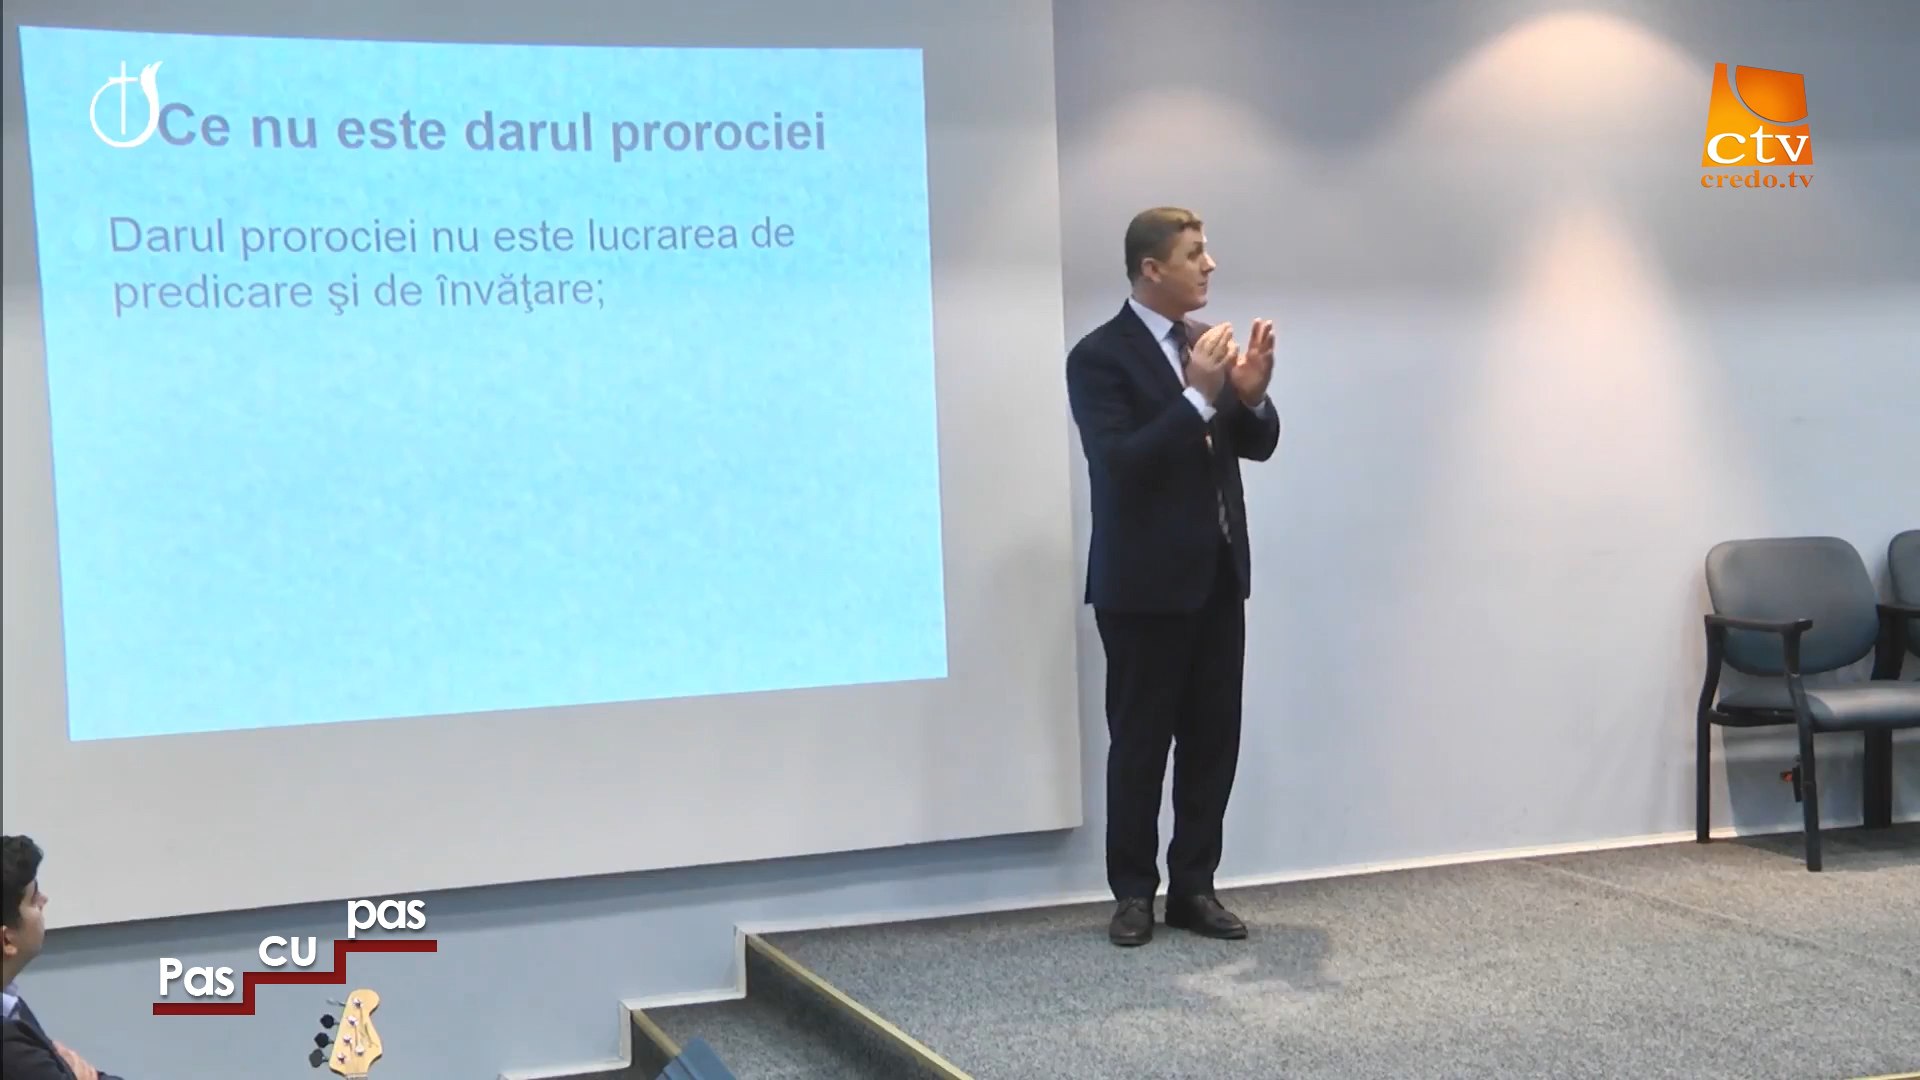 Ce nu este darul prorociei
Darul prorociei nu este lucrarea de
predicare şi de învăţare;
ctv
credo.tv
Pas cu pas